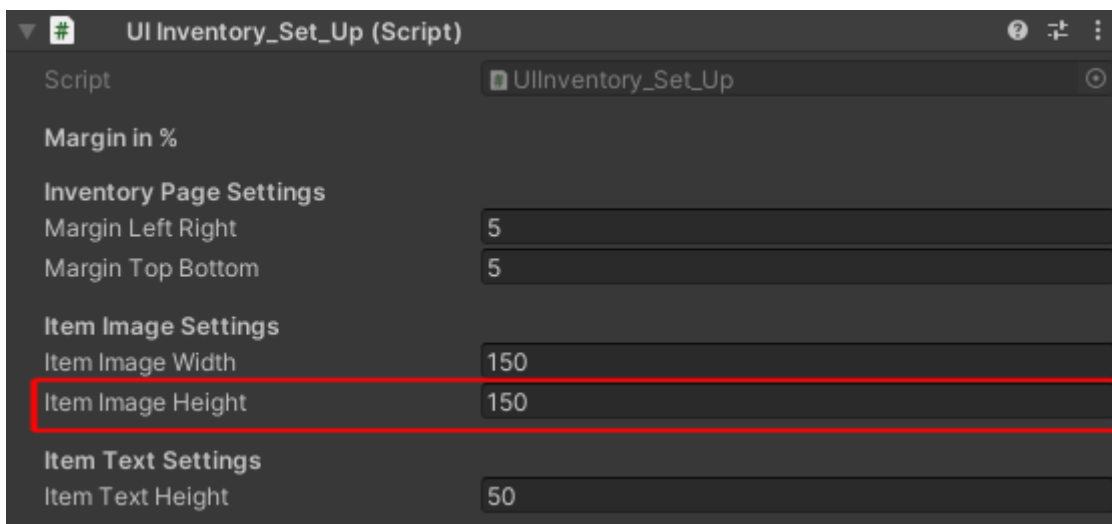 UI Inventory_Set_Up (Script)
Script UIInventory_Set_Up
Margin in %
Inventory Page Settings
Margin Left Right 5
Margin Top Bottom 5
Item Image Settings
Item Image Width 150
Item Image Height 150
Item Text Settings
Item Text Height 50